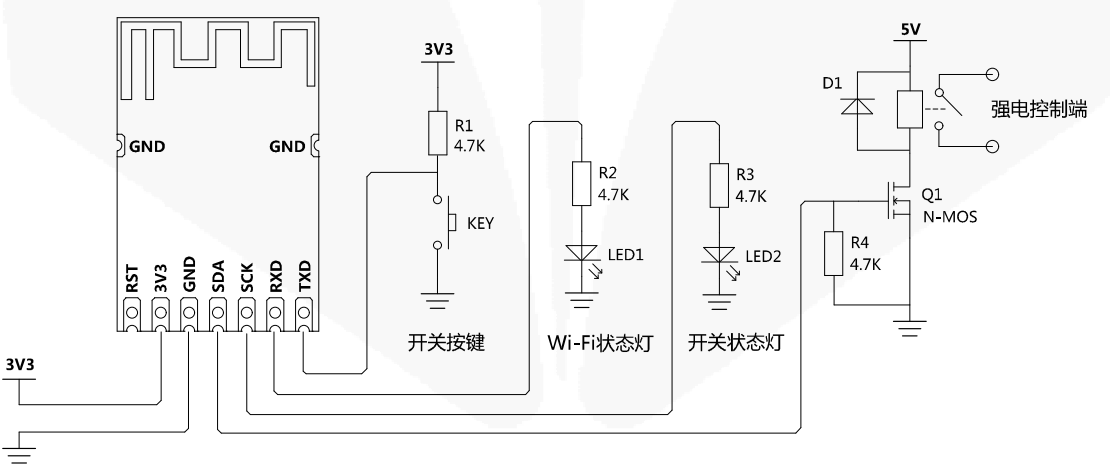 5V
3V3
D1
强电控制端
R1
4.7K
GND
GND
R2
4.7K
R3
4.7K
Q1
N-MOS
KEY
R4
4.7K
LED1
LED2
RST
3V3
GND
SDA
SCK
RXD
TXD
开关按键
Wi-Fi状态灯
开关状态灯
3V3